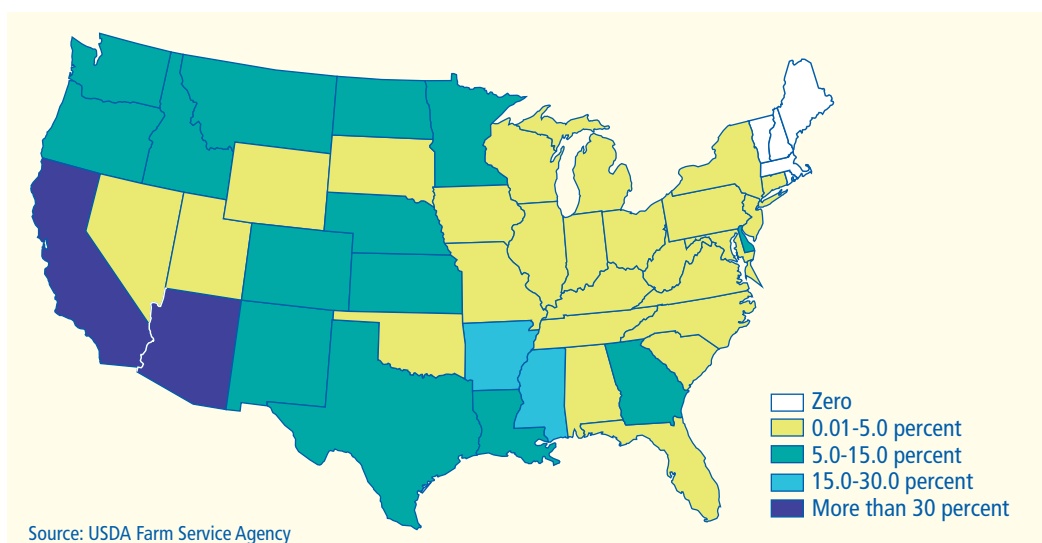 Zero
0.01-5.0 percent
5.0-15.0 percent
15.0-30.0 percent
More than 30 percent
Source: USDA Farm Service Agency